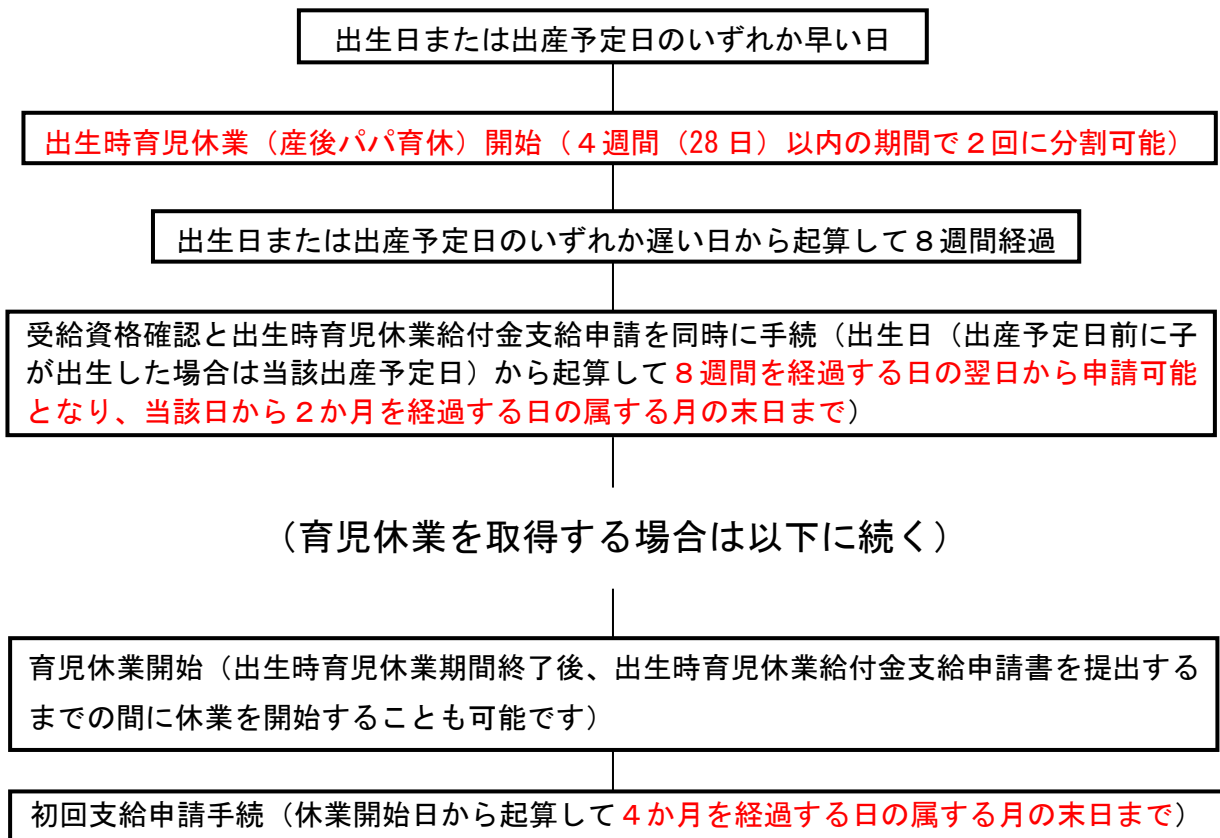 出生日または出産予定日のいずれか早い日
出生時育児休業（産後パパ育休）開始（４週間（28日）以内の期間で２回に分割可能）
出生日または出産予定日のいずれか遅い日から起算して８週間経過
受給資格確認と出生時育児休業給付金支給申請を同時に手続（出生日（出産予定日前に子
が出生した場合は当該出産予定日）から起算して８週間を経過する日の翌日から申請可能
となり、当該日から２か月を経過する日の属する月の末日まで）
（育児休業を取得する場合は以下に続く）
育児休業開始（出生時育児休業期間終了後、出生時育児休業給付金支給申請書を提出する
までの間に休業を開始することも可能です）
初回支給申請手続（休業開始日から起算して４か月を経過する日の属する月の末日まで）